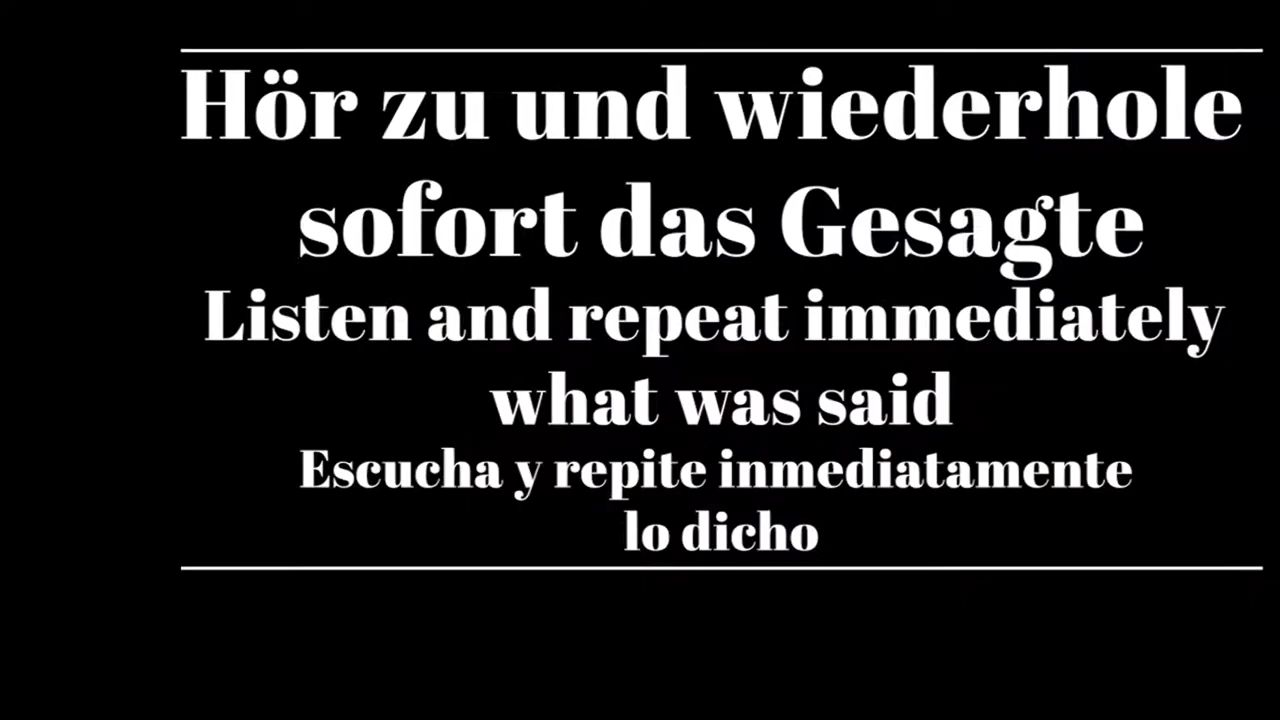 Hör zu und wiederhole
sofort das Gesagte
Listen and repeat immediately
what was said
Escucha y repite inmediatamente
lo dicho